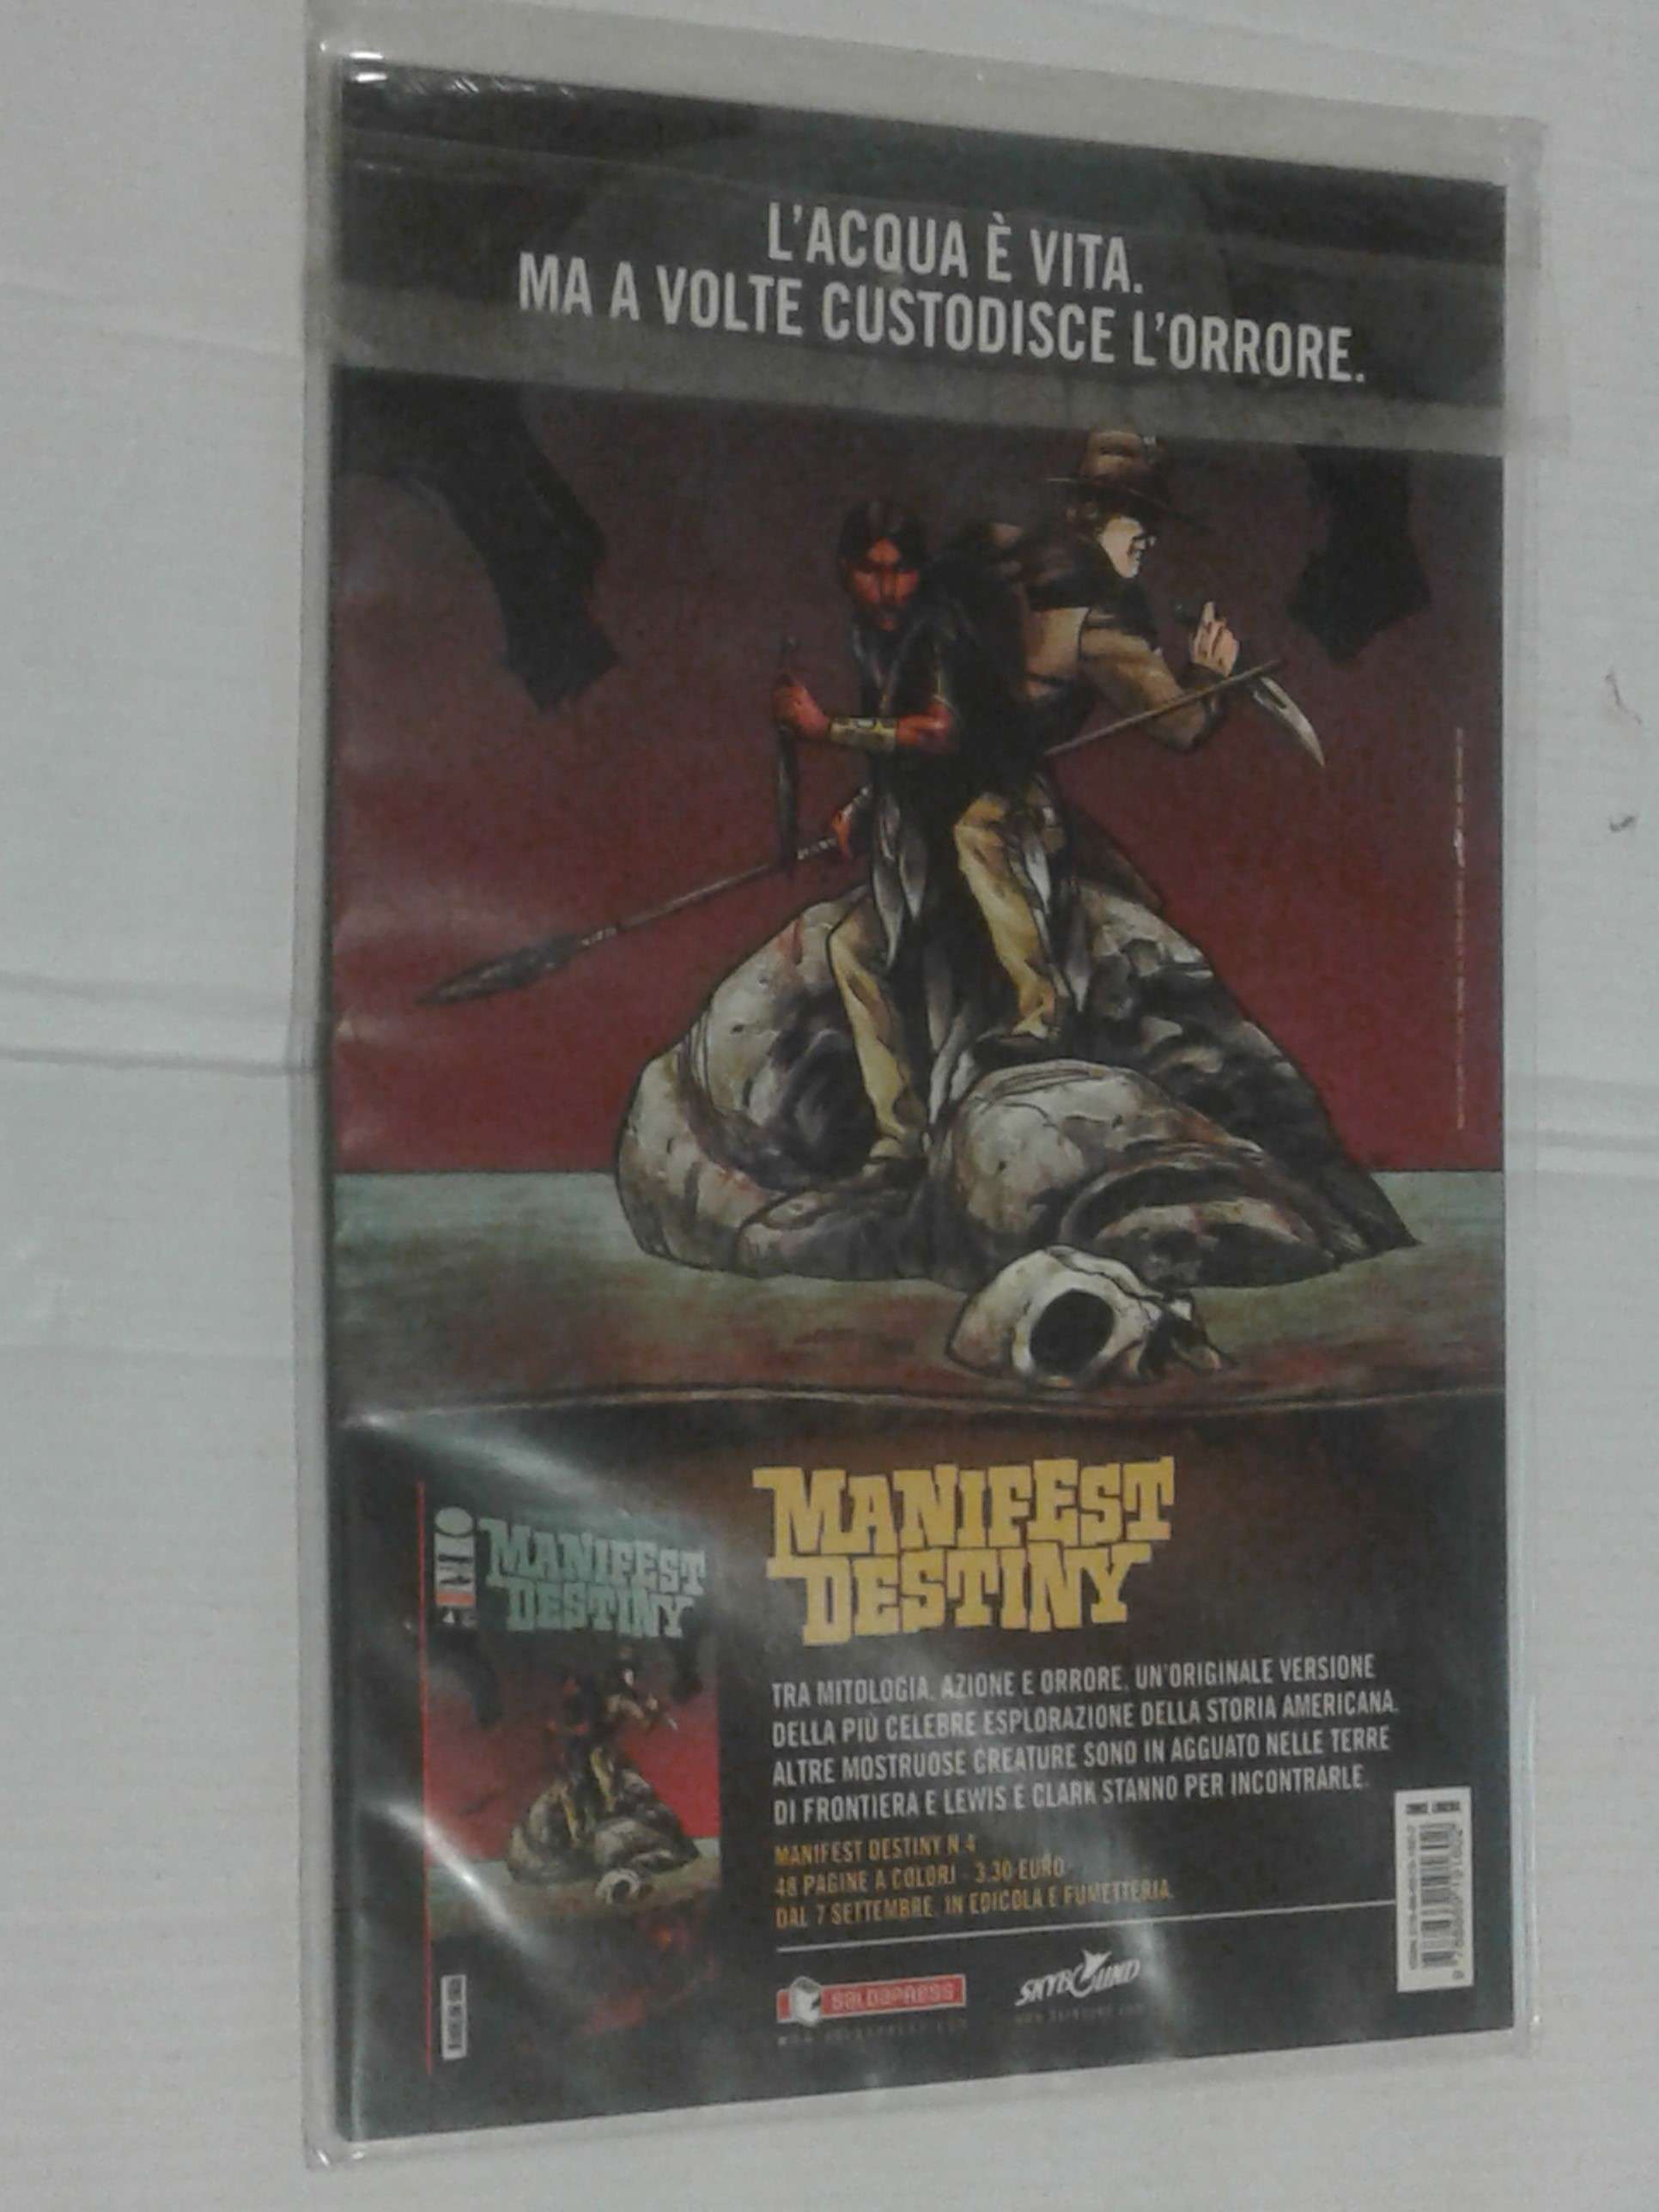 L'ACQUA È VITA.
MA A VOLTE CUSTODISCE L'ORRORE.
MANIFEST
DESTINY
4
MANIFEST
DESTINY
TRA MITOLOGIA, AZIONE E ORRORE, UN'ORIGINALE VERSIONE
DELLA PIÙ CELEBRE ESPLORAZIONE DELLA STORIA AMERICANA.
ALTRE MOSTRUOSE CREATURE SONO IN AGGUATO NELLE TERRE
DI FRONTIERA E LEWIS E CLARK STANNO PER INCONTRARLE.
MANIFEST DESTINY N.4
48 PAGINE A COLORI - 3,30 EURO
DAL 7 SETTEMBRE, IN EDICOLA E FUMETTERIA.
SALDAPRESS
SKYBOUND